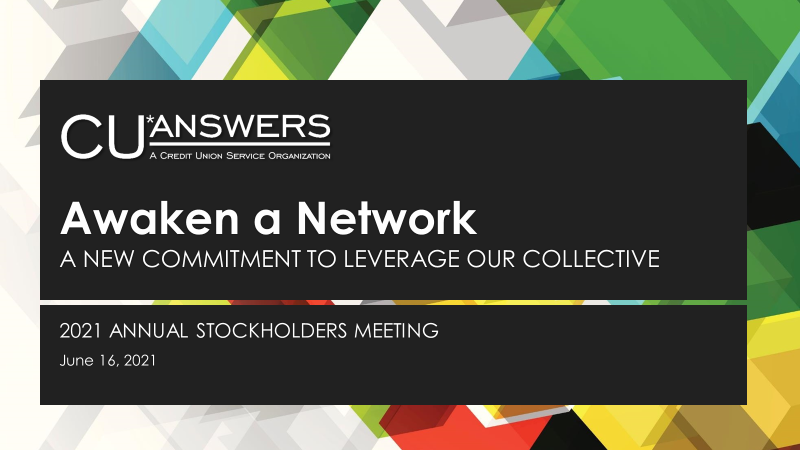 CU*ANSWERS
A CREDIT UNION SERVICE ORGANIZATION
Awaken a Network
A NEW COMMITMENT TO LEVERAGE OUR COLLECTIVE
2021 ANNUAL STOCKHOLDERS MEETING
June 16, 2021